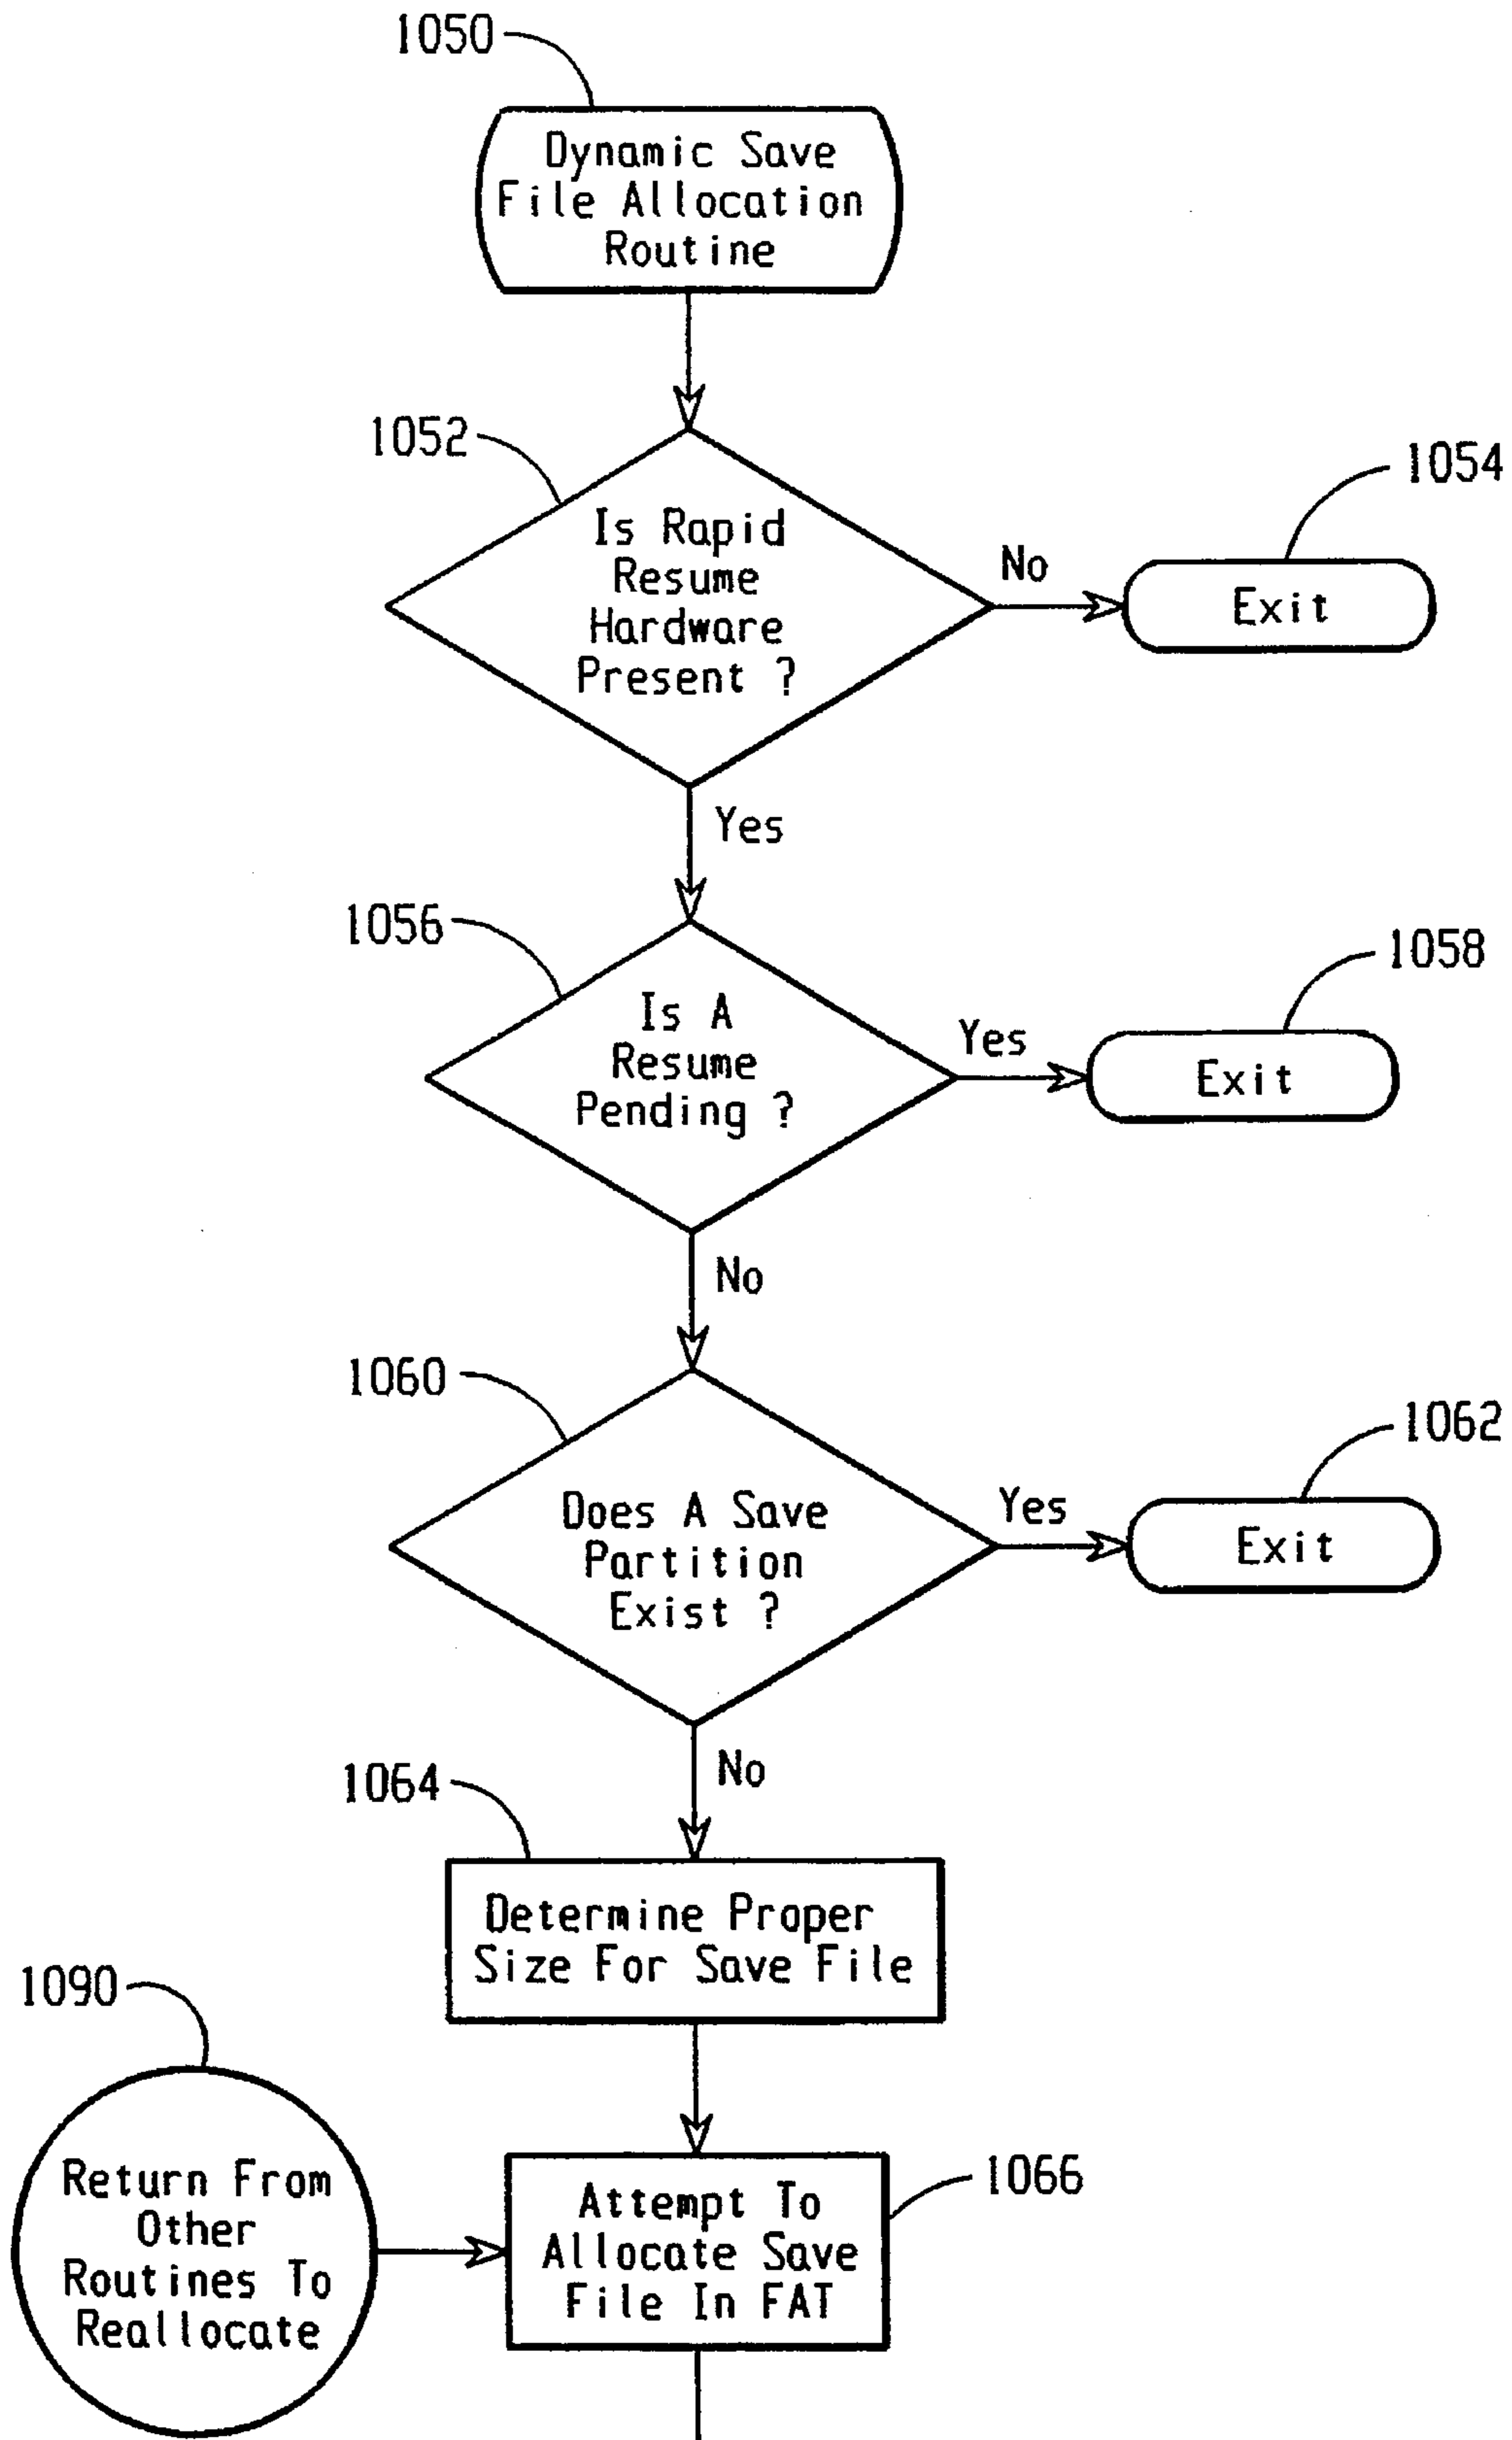 1050
Dynamic Save
File Allocation
Routine
1052
Is Rapid
Resume
Hardware
Present ?
No
1054
Exit
Yes
1056
Is A
Resume
Pending ?
Yes
1058
Exit
No
1060
Does A Save
Partition
Exist ?
Yes
1062
Exit
No
1064
Determine Proper
Size For Save File
1090
Return From
Other
Routines To
Reallocate
1066
Attempt To
Allocate Save
File In FAT